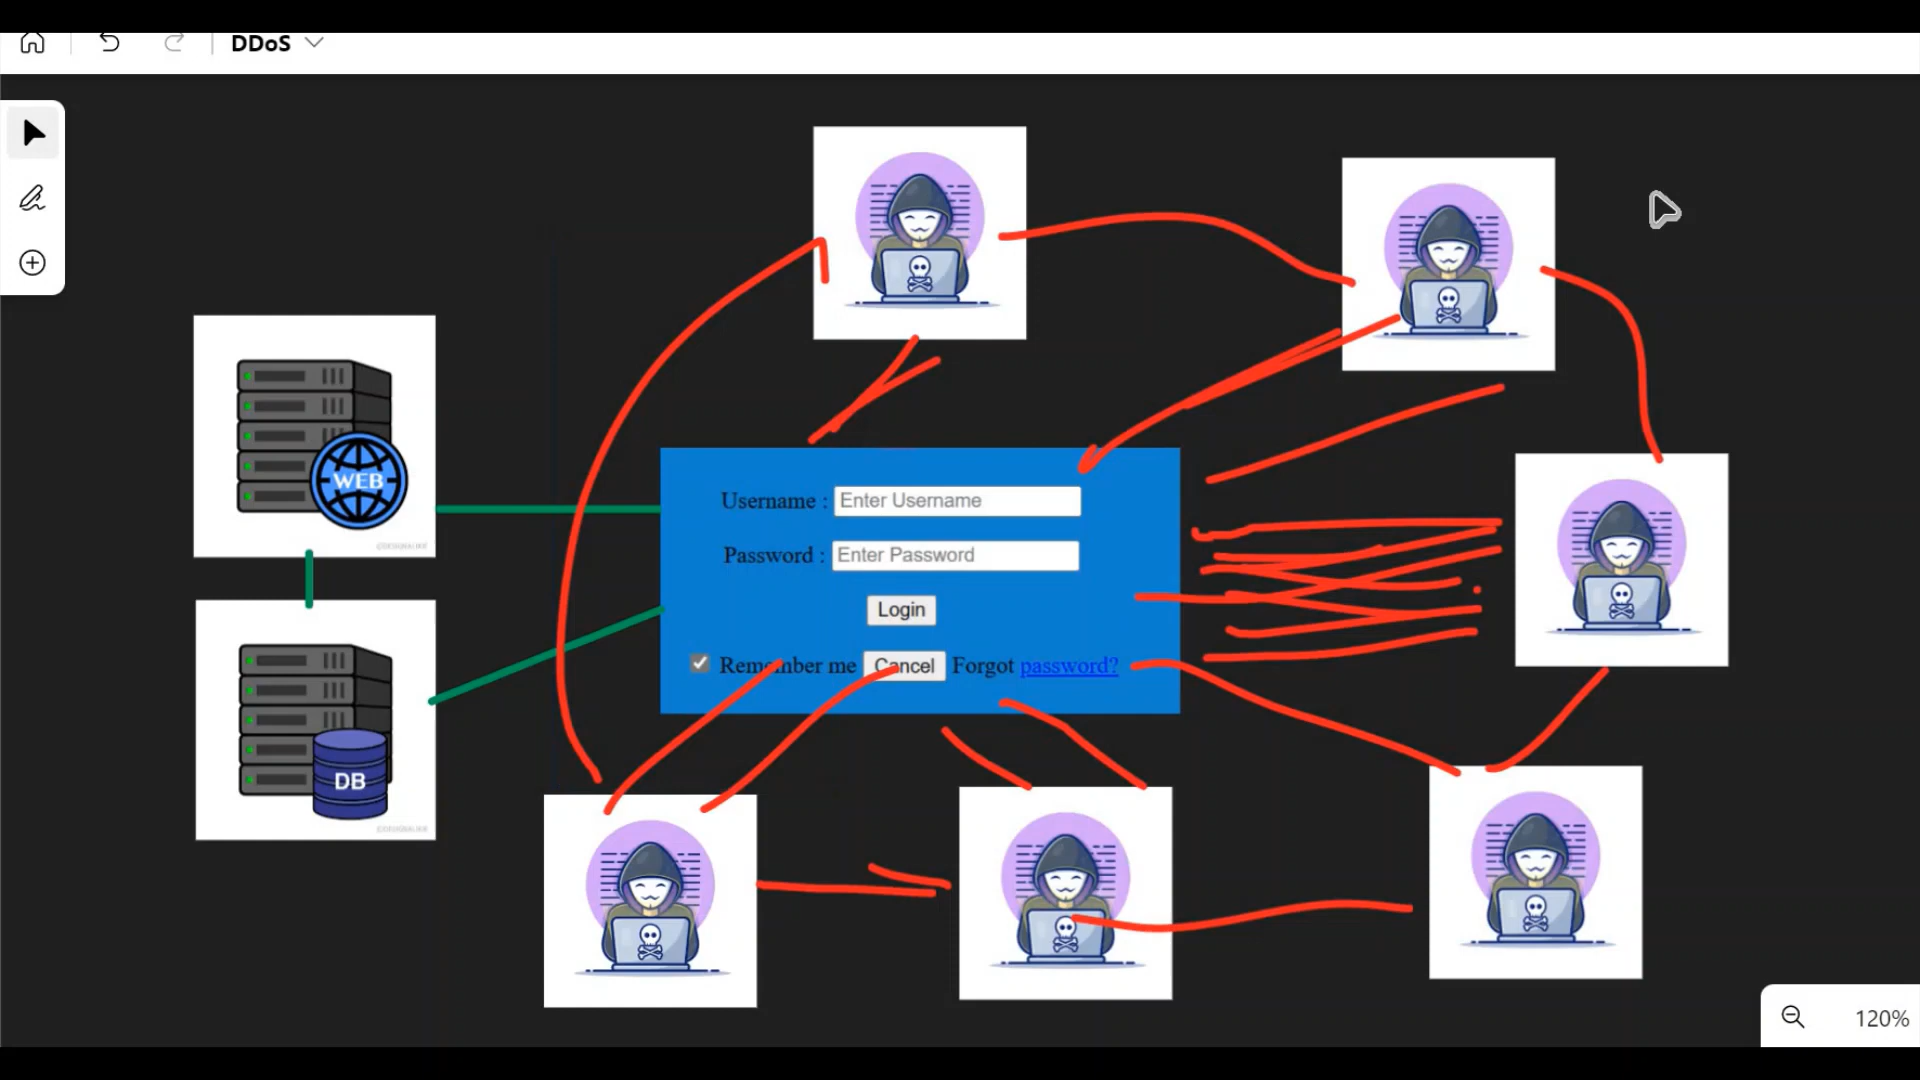 DDoS
WEB
Username : Enter Username
Password : Enter Password
Login
Remember me Cancel Forgot password?
DB
120%